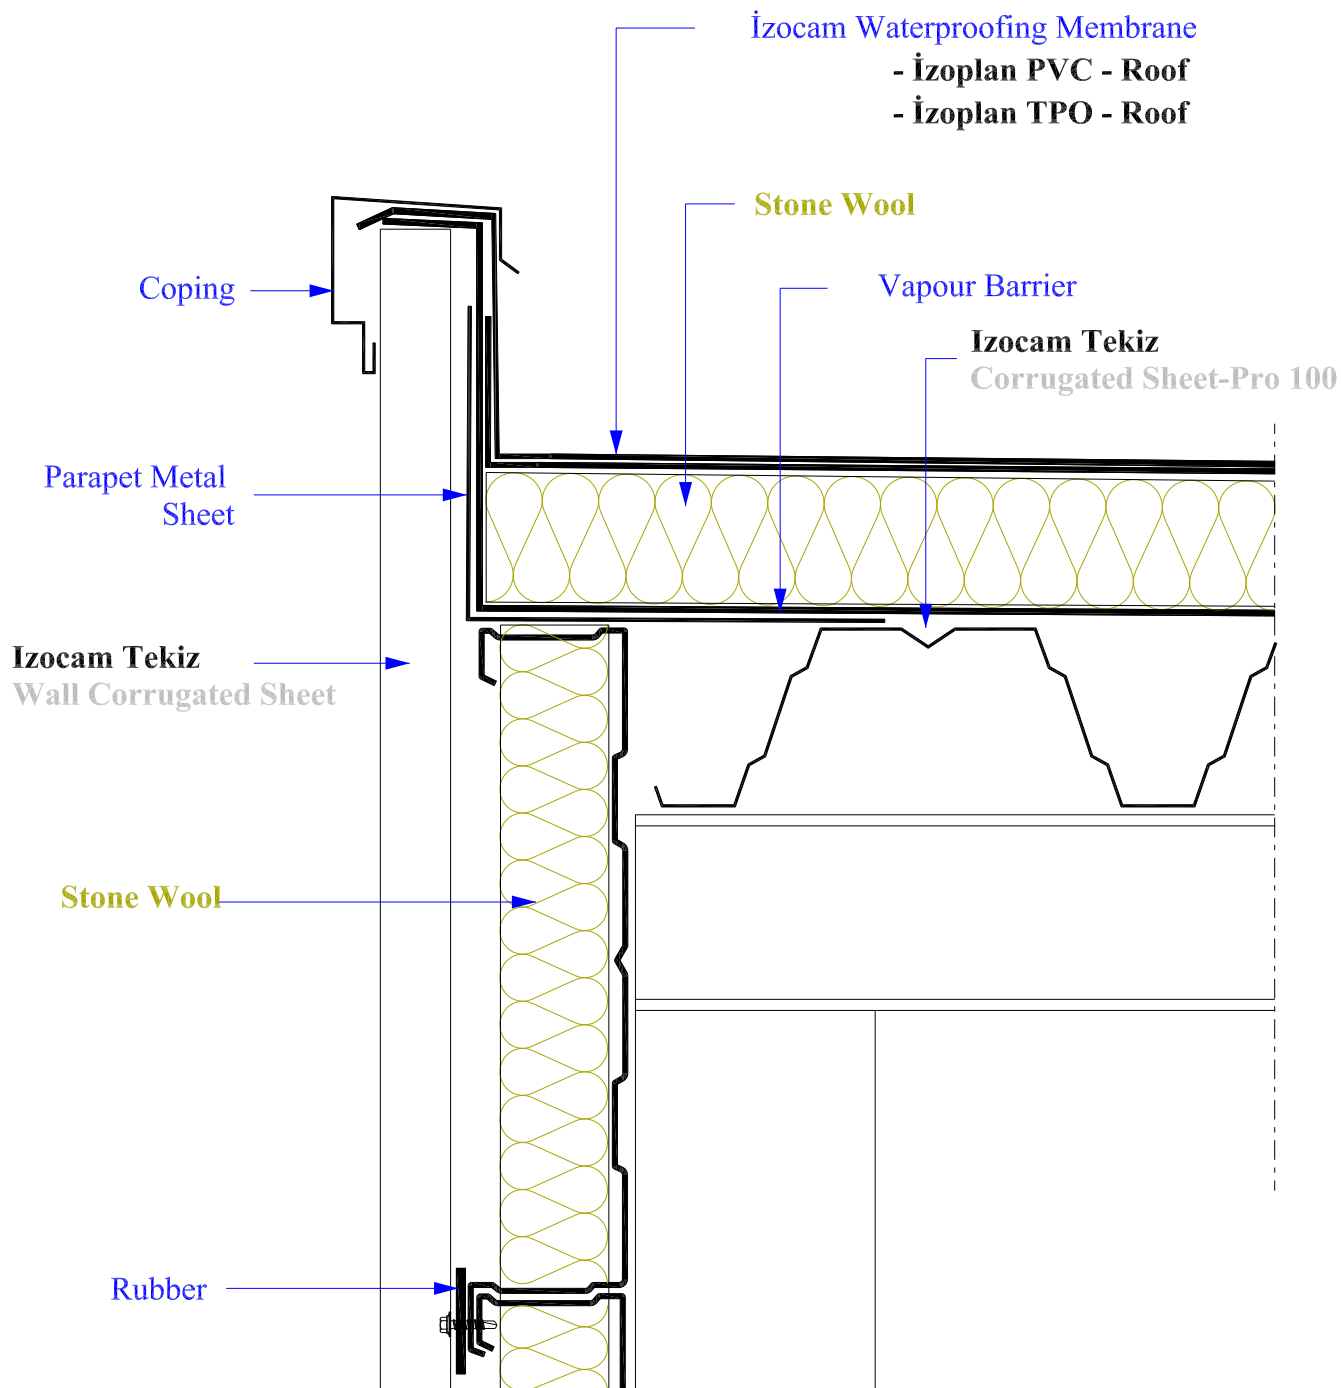 İzocam Waterproofing Membrane
- İzoplan PVC - Roof
- İzoplan TPO - Roof
Stone Wool
Coping
Vapour Barrier
Izocam Tekiz
Corrugated Sheet-Pro 100
Parapet Metal
Sheet
Izocam Tekiz
Wall Corrugated Sheet
Stone Wool
Rubber